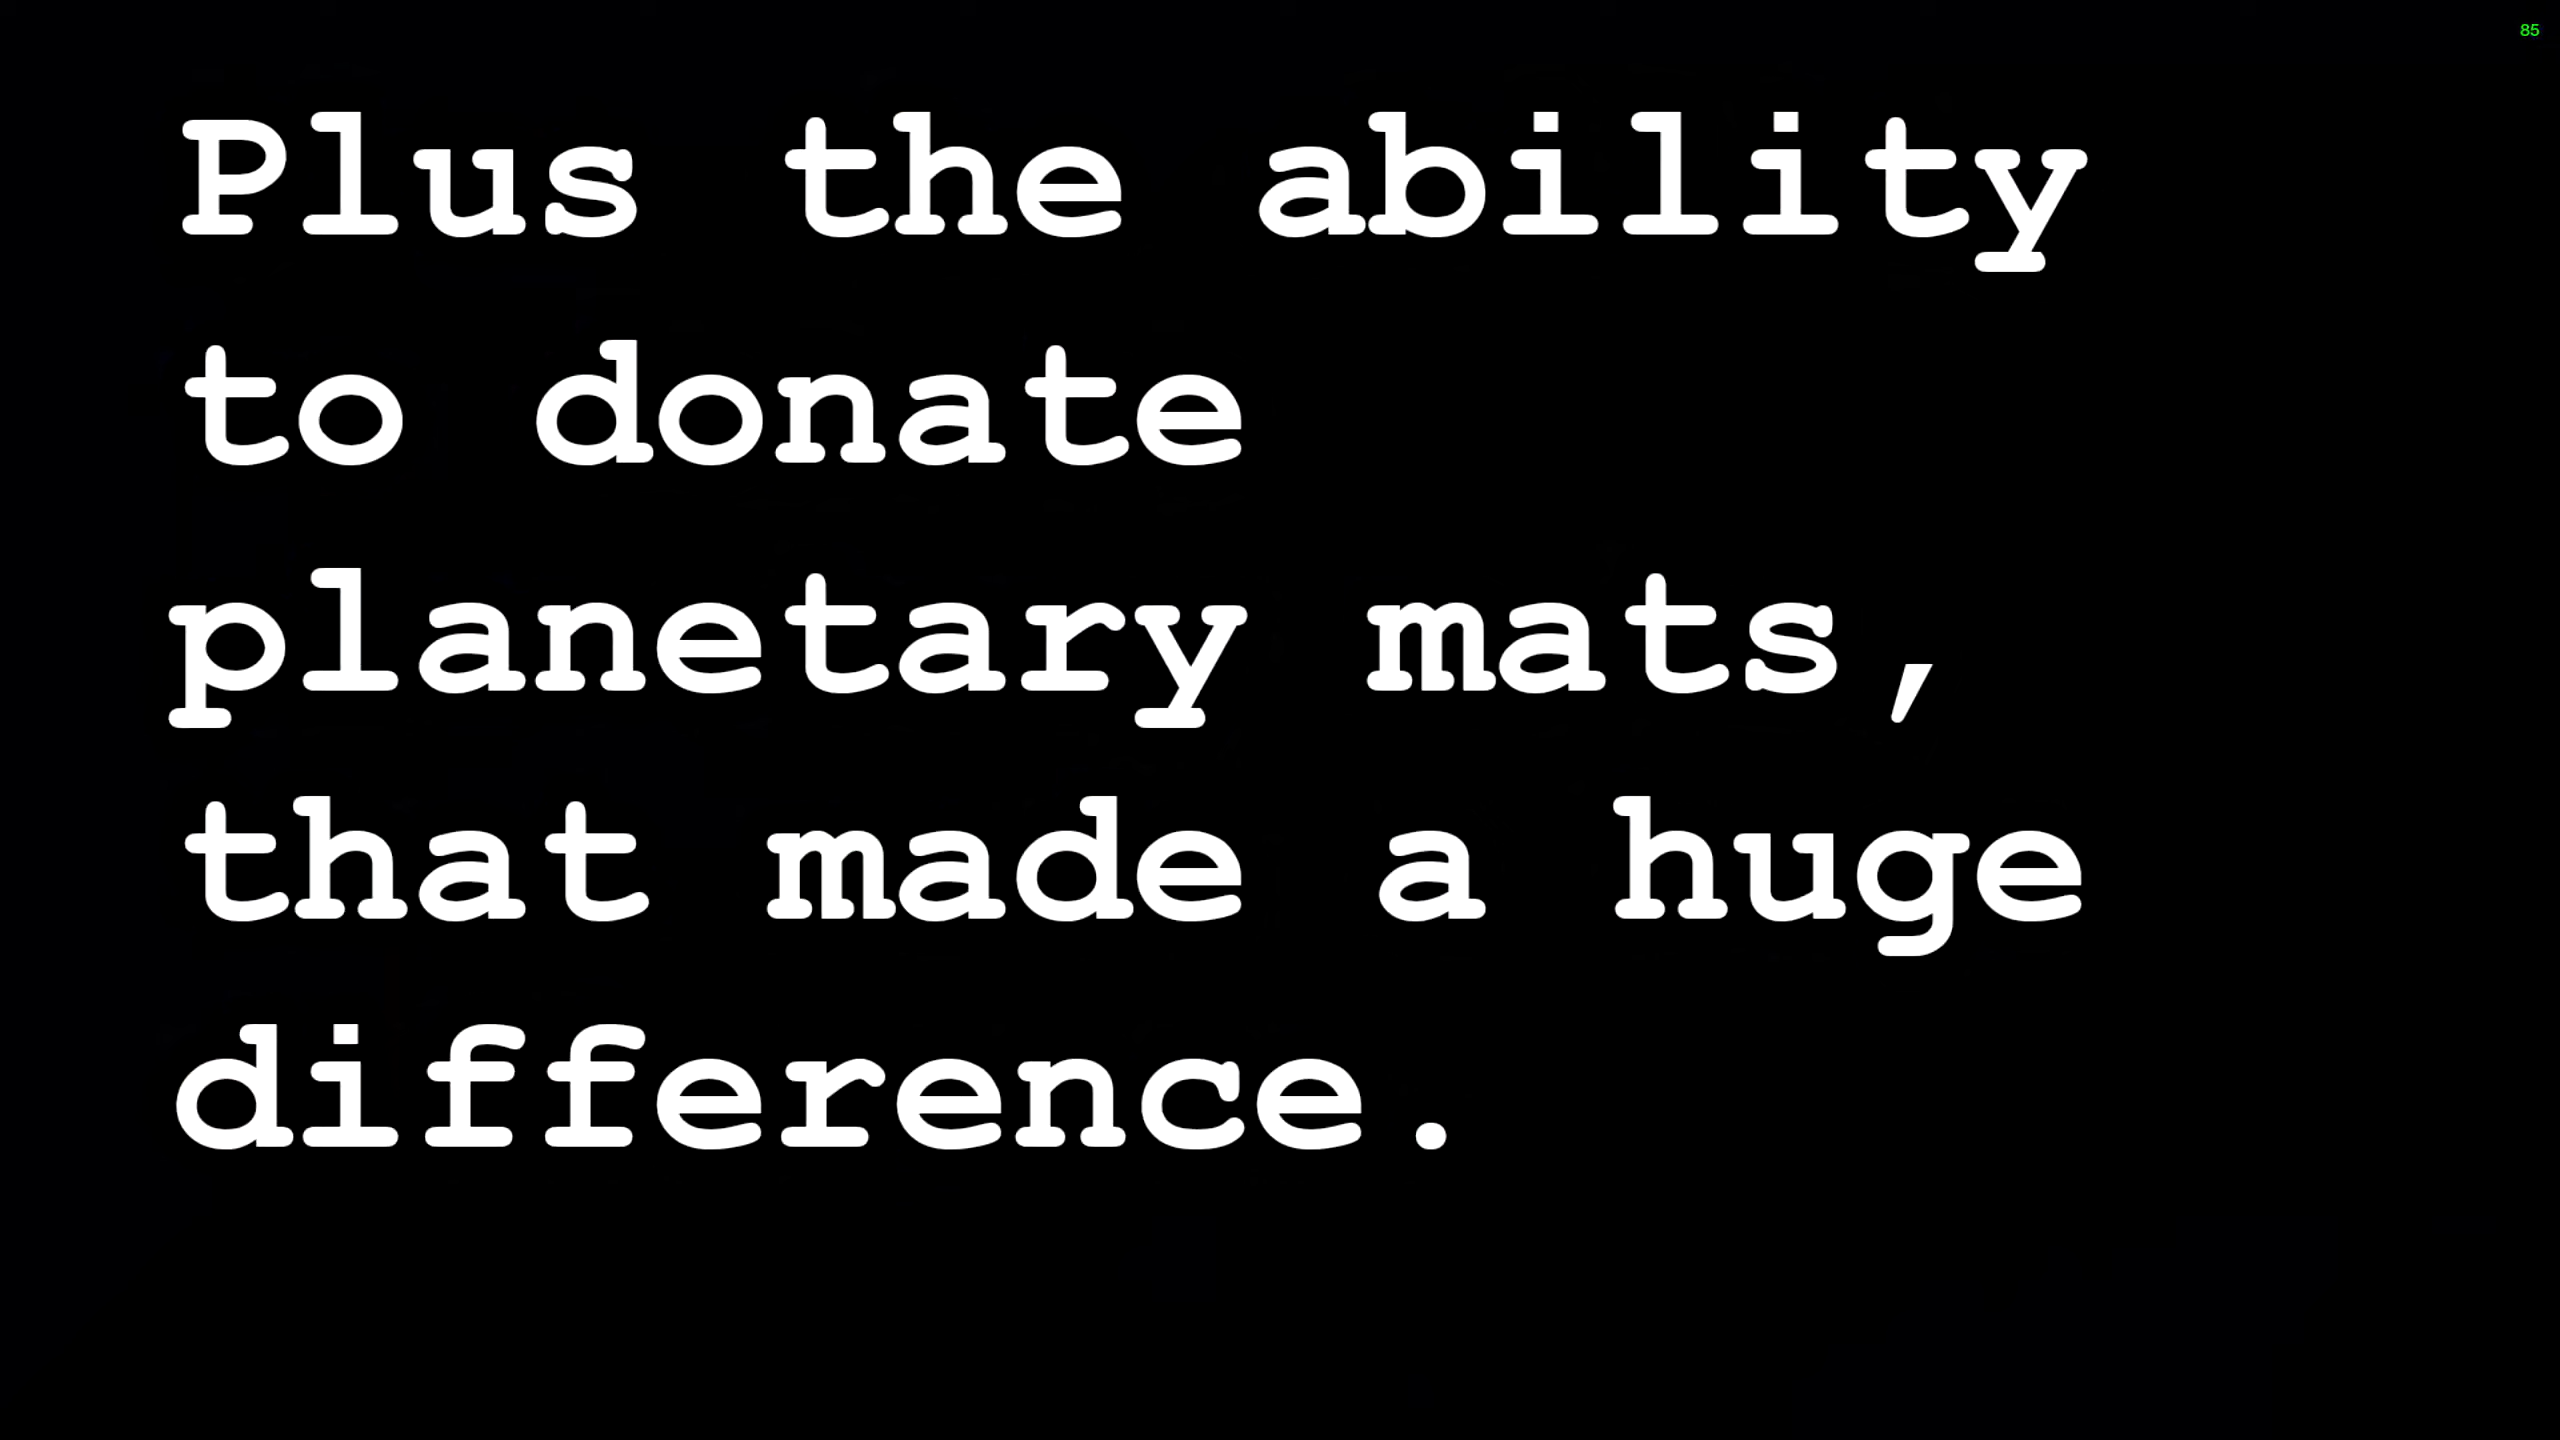 85
Plus the ability
to donate
planetary mats,
that made a huge
difference.